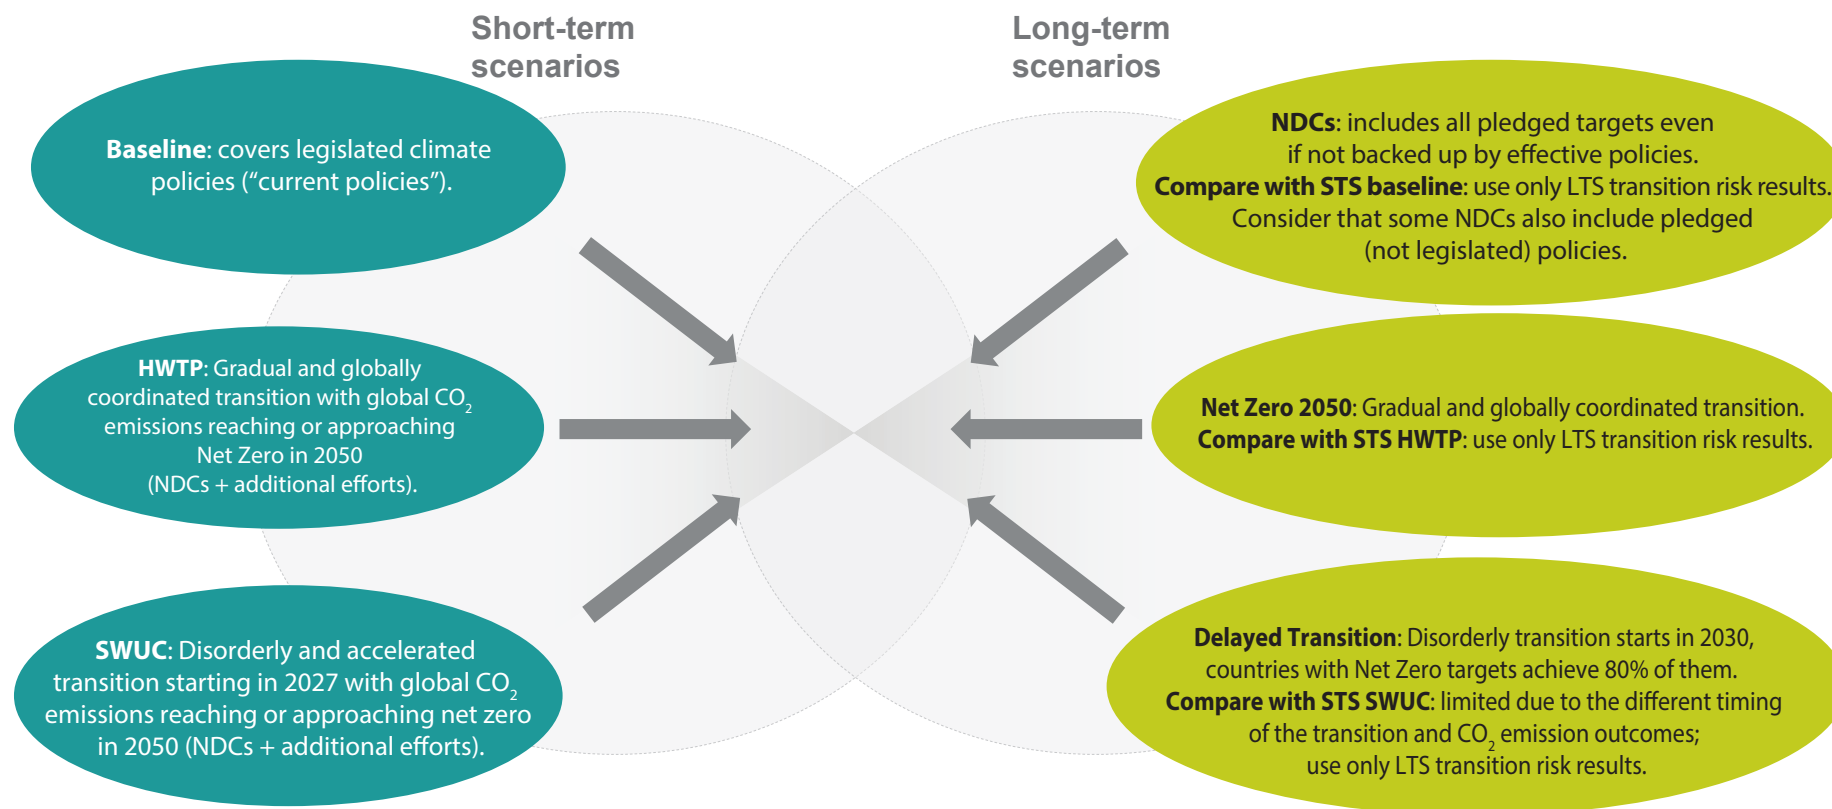 Short-term
scenarios
Long-term
scenarios
Baseline: covers legislated climate
policies (“current policies”).
HWTP: Gradual and globally
coordinated transition with global CO₂
emissions reaching or approaching
Net Zero in 2050
(NDCs + additional efforts).
SWUC: Disorderly and accelerated
transition starting in 2027 with global CO₂
emissions reaching or approaching net zero
in 2050 (NDCs + additional efforts).
NDCs: includes all pledged targets even
if not backed up by effective policies.
Compare with STS baseline: use only LTS transition risk results.
Consider that some NDCs also include pledged
(not legislated) policies.
Net Zero 2050: Gradual and globally coordinated transition.
Compare with STS HWTP: use only LTS transition risk results.
Delayed Transition: Disorderly transition starts in 2030,
countries with Net Zero targets achieve 80% of them.
Compare with STS SWUC: limited due to the different timing
of the transition and CO₂ emission outcomes;
use only LTS transition risk results.